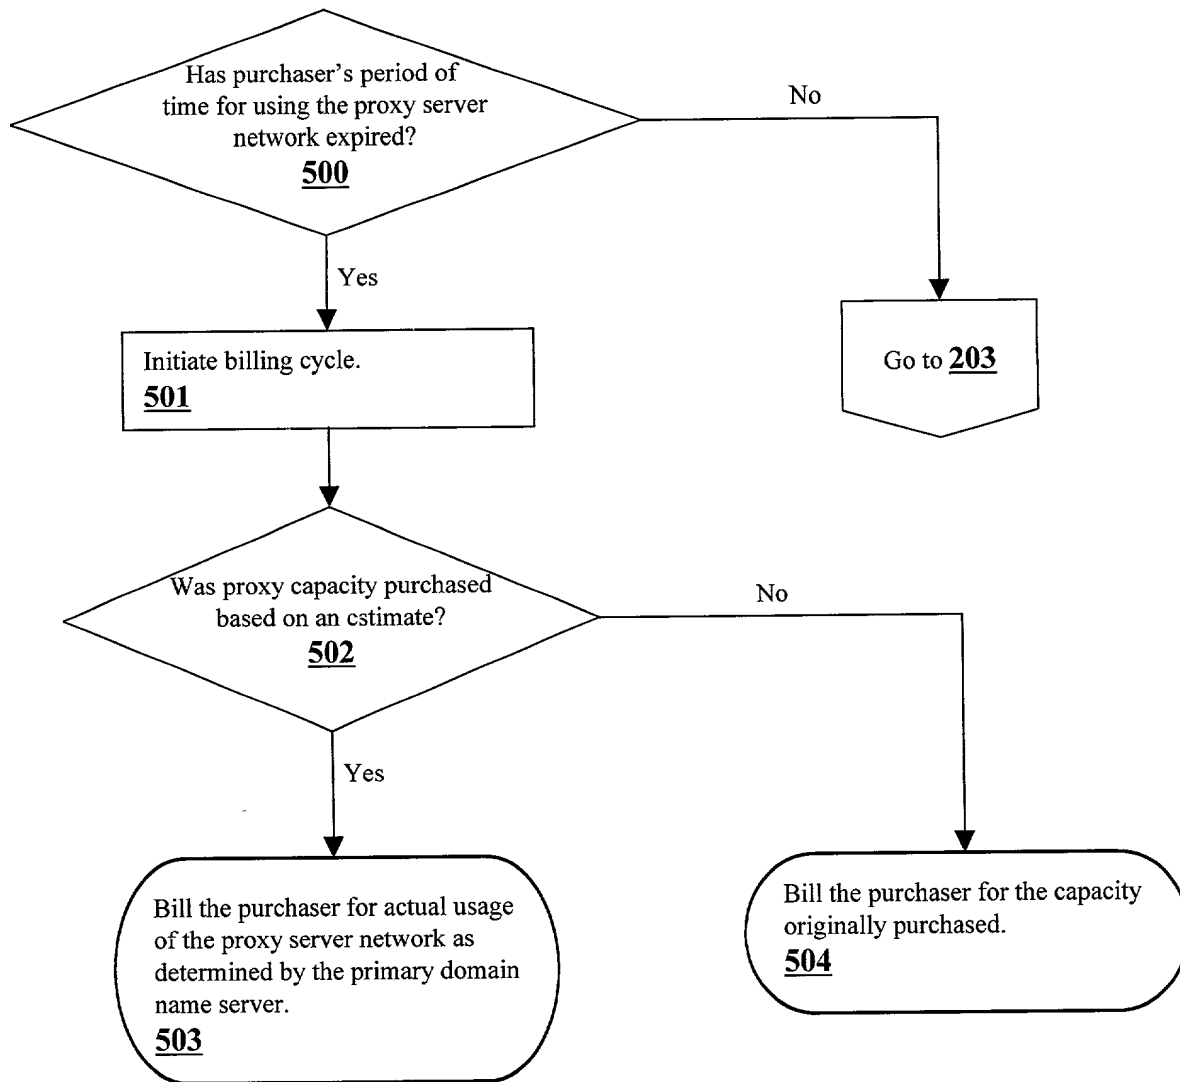 Has purchaser's period of
time for using the proxy server
network expired?
500
No
Yes
Initiate billing cycle.
501
Go to 203
Was proxy capacity purchased
based on an cstimate?
502
No
Yes
Bill the purchaser for actual usage
of the proxy server network as
determined by the primary domain
name server.
503
Bill the purchaser for the capacity
originally purchased.
504